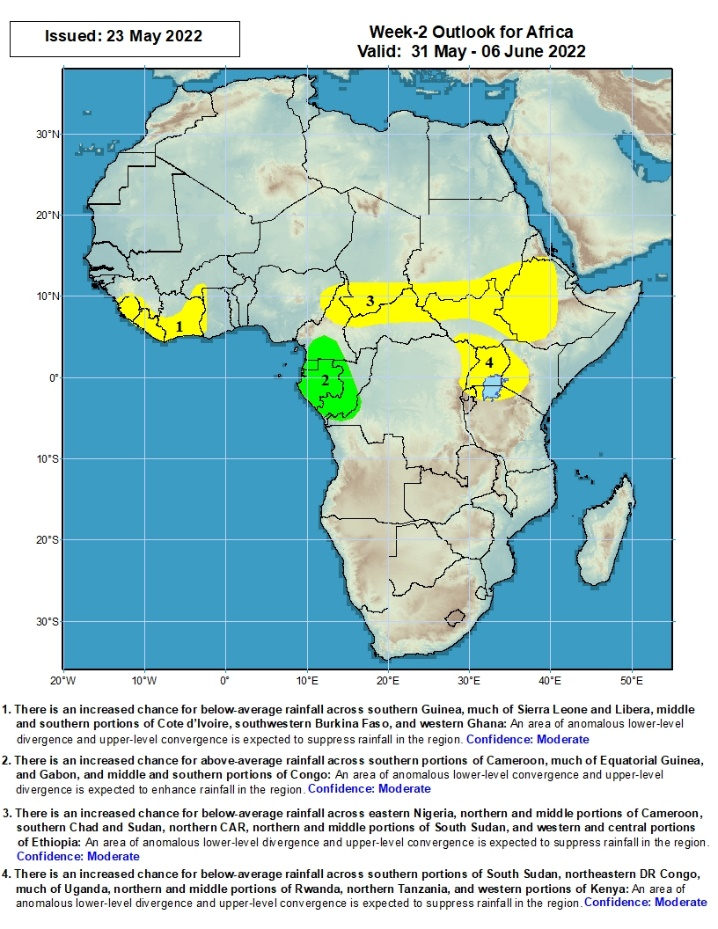 Issued: 23 May 2022
Week-2 Outlook for Africa
Valid: 31 May - 06 June 2022
30°N
20°N
10°N
0°
10°S
20°S
30°S
1
2
3
4
20°W
10°W
0°
10°E
20°E
30°E
40°E
50°E
1. There is an increased chance for below-average rainfall across southern Guinea, much of Sierra Leone and Libera, middle
and southern portions of Cote d'Ivoire, southwestern Burkina Faso, and western Ghana: An area of anomalous lower-level
divergence and upper-level convergence is expected to suppress rainfall in the region. Confidence: Moderate
2. There is an increased chance for above-average rainfall across southern portions of Cameroon, much of Equatorial Guinea,
and Gabon, and middle and southern portions of Congo: An area of anomalous lower-level convergence and upper-level
divergence is expected to enhance rainfall in the region. Confidence: Moderate
3. There is an increased chance for below-average rainfall across eastern Nigeria, northern and middle portions of Cameroon,
southern Chad and Sudan, northern CAR, northern and middle portions of South Sudan, and western and central portions
of Ethiopia: An area of anomalous lower-level divergence and upper-level convergence is expected to suppress rainfall in the region.
Confidence: Moderate
4. There is an increased chance for below-average rainfall across southern portions of South Sudan, northeastern DR Congo,
much of Uganda, northern and middle portions of Rwanda, northern Tanzania, and western portions of Kenya: An area of
anomalous lower-level divergence and upper-level convergence is expected to suppress rainfall in the region. Confidence: Moderate